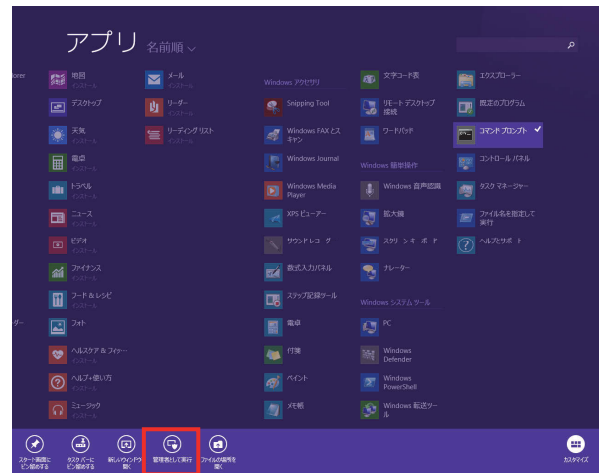 アプリ 名前順
orer
地図
インストール
デスクトップ
天気
インストール
電卓
インストール
トラベル
インストール
ニュース
インストール
ビデオ
インストール
ファイナンス
インストール
フード & レシピ
インストール
ダー
フォト
ヘルスケア & フィ…
インストール
ヘルプ+使い方
インストール
ミュージック
インストール
メール
インストール
リーダー
インストール
リーディング リスト
インストール
Windows アクセサリ
Snipping Tool
Windows FAX とス
キャン
Windows Journal
Windows Media
Player
XPS ビューアー
サウンド レコ
数式入力パネル
ステップ記録ツール
電卓
付箋
ペイント
メモ帳
文字コード表
リモート デスクトップ
接続
ワードパッド
Windows 簡単操作
Windows 音声認識
拡大鏡
スクリ
ナレーター
Windows システム ツール
PC
Windows
Defender
Windows
PowerShell
Windows 転送ツー
ル
エクスプローラー
既定のプログラム
コマンド プロンプト
コントロール パネル
タスク マネージャー
ファイル名を指定して
実行
ヘルプとサポ ト
スタート画面に
ピン留めする
タスク バーに
ピン留めする
新しいウィンドウ
開く
管理者として実行
ファイルの場所を
開く
カスタマイズ